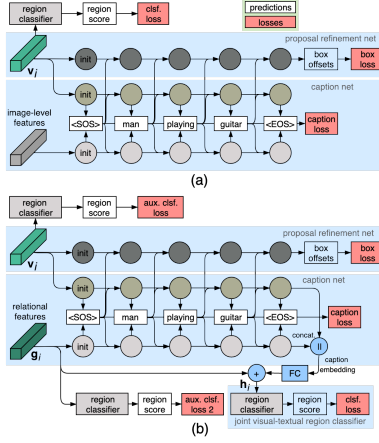 region classifier
region score
clsf. loss
predictions
losses
proposal refinement net
v_i
init
box offsets
box loss
init
caption net
image-level features
<SOS>
man
playing
guitar
<EOS>
caption loss
init
(a)
region classifier
region score
aux. clsf. loss
proposal refinement net
v_i
init
box offsets
box loss
init
caption net
relational features
<SOS>
man
playing
guitar
<EOS>
caption loss
g_i
init
concat.
||
caption embedding
+
FC
h_i
region classifier
region score
aux. clsf. loss 2
region classifier
region score
clsf. loss
joint visual-textual region classifier
(b)